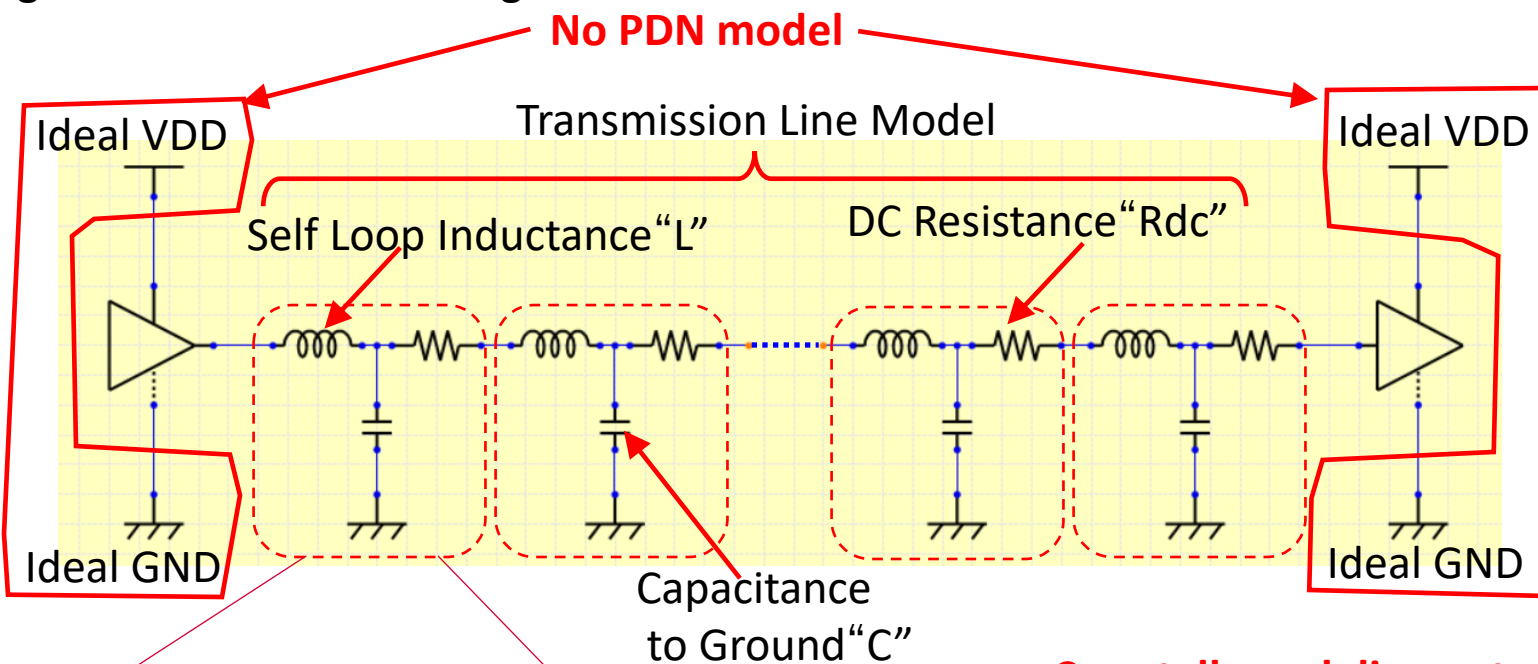 No PDN model
Ideal VDD
Transmission Line Model
Ideal VDD
Self Loop Inductance“L”
DC Resistance“Rdc”
Ideal GND
Capacitance
to Ground“C”
Ideal GND